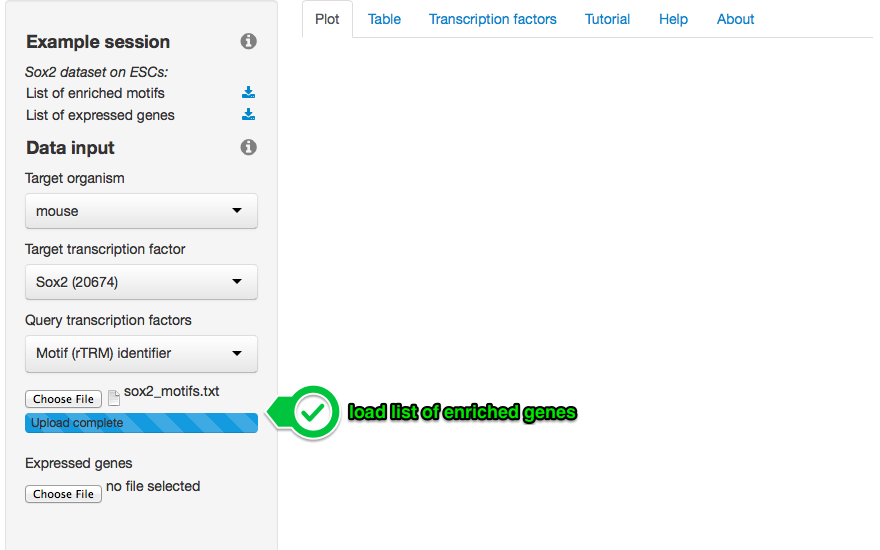 Example session
Sox2 dataset on ESCs:
List of enriched motifs
List of expressed genes
Data input
Target organism
mouse
Target transcription factor
Sox2 (20674)
Query transcription factors
Motif (rTRM) identifier
Choose File sox2_motifs.txt
Upload complete
Expressed genes
Choose File no file selected
Plot Table Transcription factors Tutorial Help About
load list of enriched genes